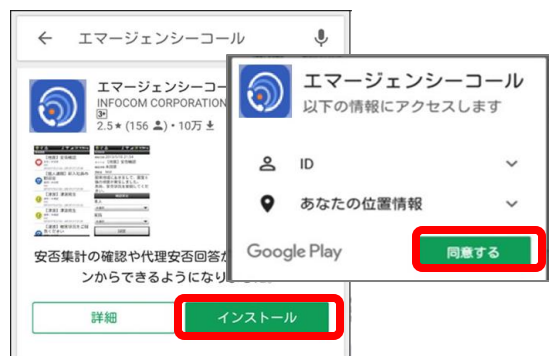 エマージェンシーコール
エマージェンシーコー
INFOCOM CORPORATION
3+
2.5★ (156 ) • 10万
安否集計の確認や代理安否回答が
ンからできるようになり
詳細
インストール
エマージェンシーコール
以下の情報にアクセスします
ID
あなたの位置情報
Google Play
同意する